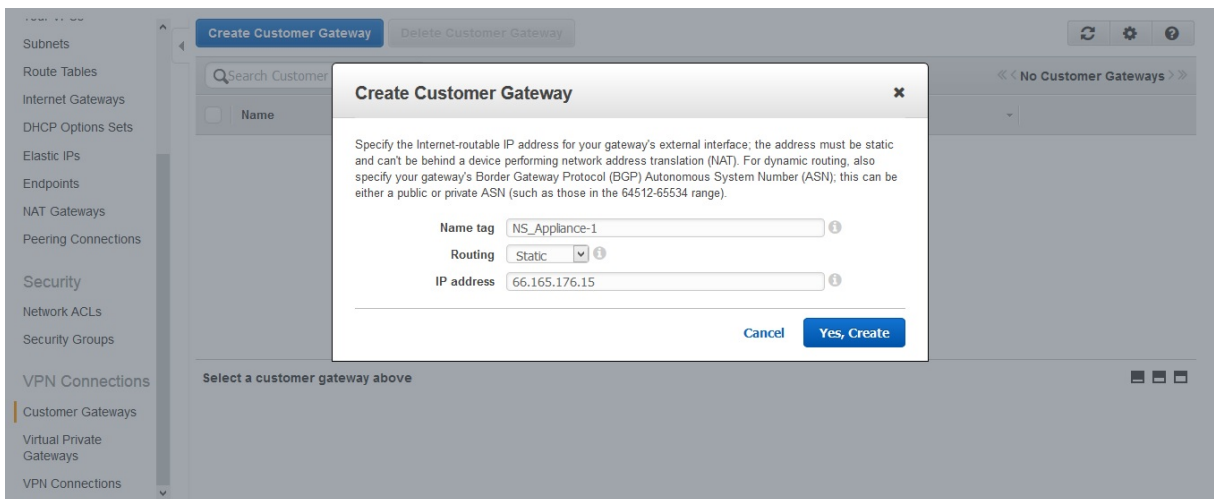 Subnets
Route Tables
Internet Gateways
DHCP Options Sets
Elastic IPs
Endpoints
NAT Gateways
Peering Connections
Security
Network ACLs
Security Groups
VPN Connections
Customer Gateways
Virtual Private
Gateways
VPN Connections
Create Customer Gateway
Delete Customer Gateway
Search Customer
« < No Customer Gateways > »
Name
Create Customer Gateway
Specify the Internet-routable IP address for your gateway's external interface; the address must be static
and can't be behind a device performing network address translation (NAT). For dynamic routing, also
specify your gateway's Border Gateway Protocol (BGP) Autonomous System Number (ASN); this can be
either a public or private ASN (such as those in the 64512-65534 range).
Name tag NS_Appliance-1
Routing Static
IP address 66.165.176.15
Cancel Yes, Create
Select a customer gateway above